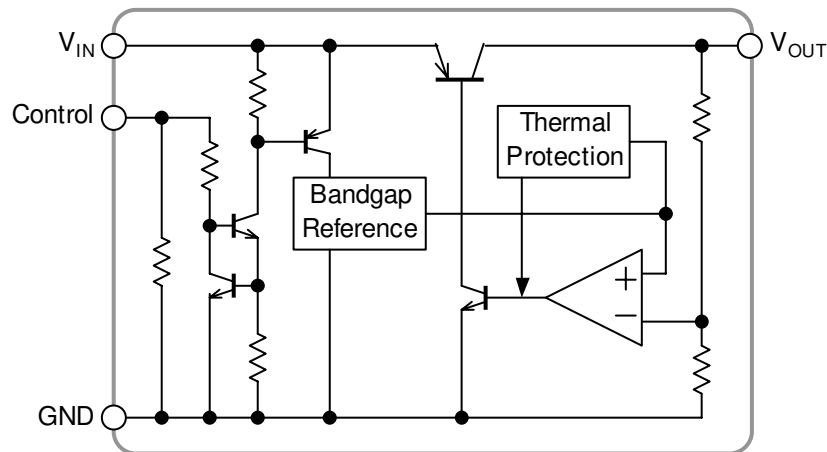 V_IN
V_OUT
Control
Thermal
Protection
Bandgap
Reference
+
−
GND